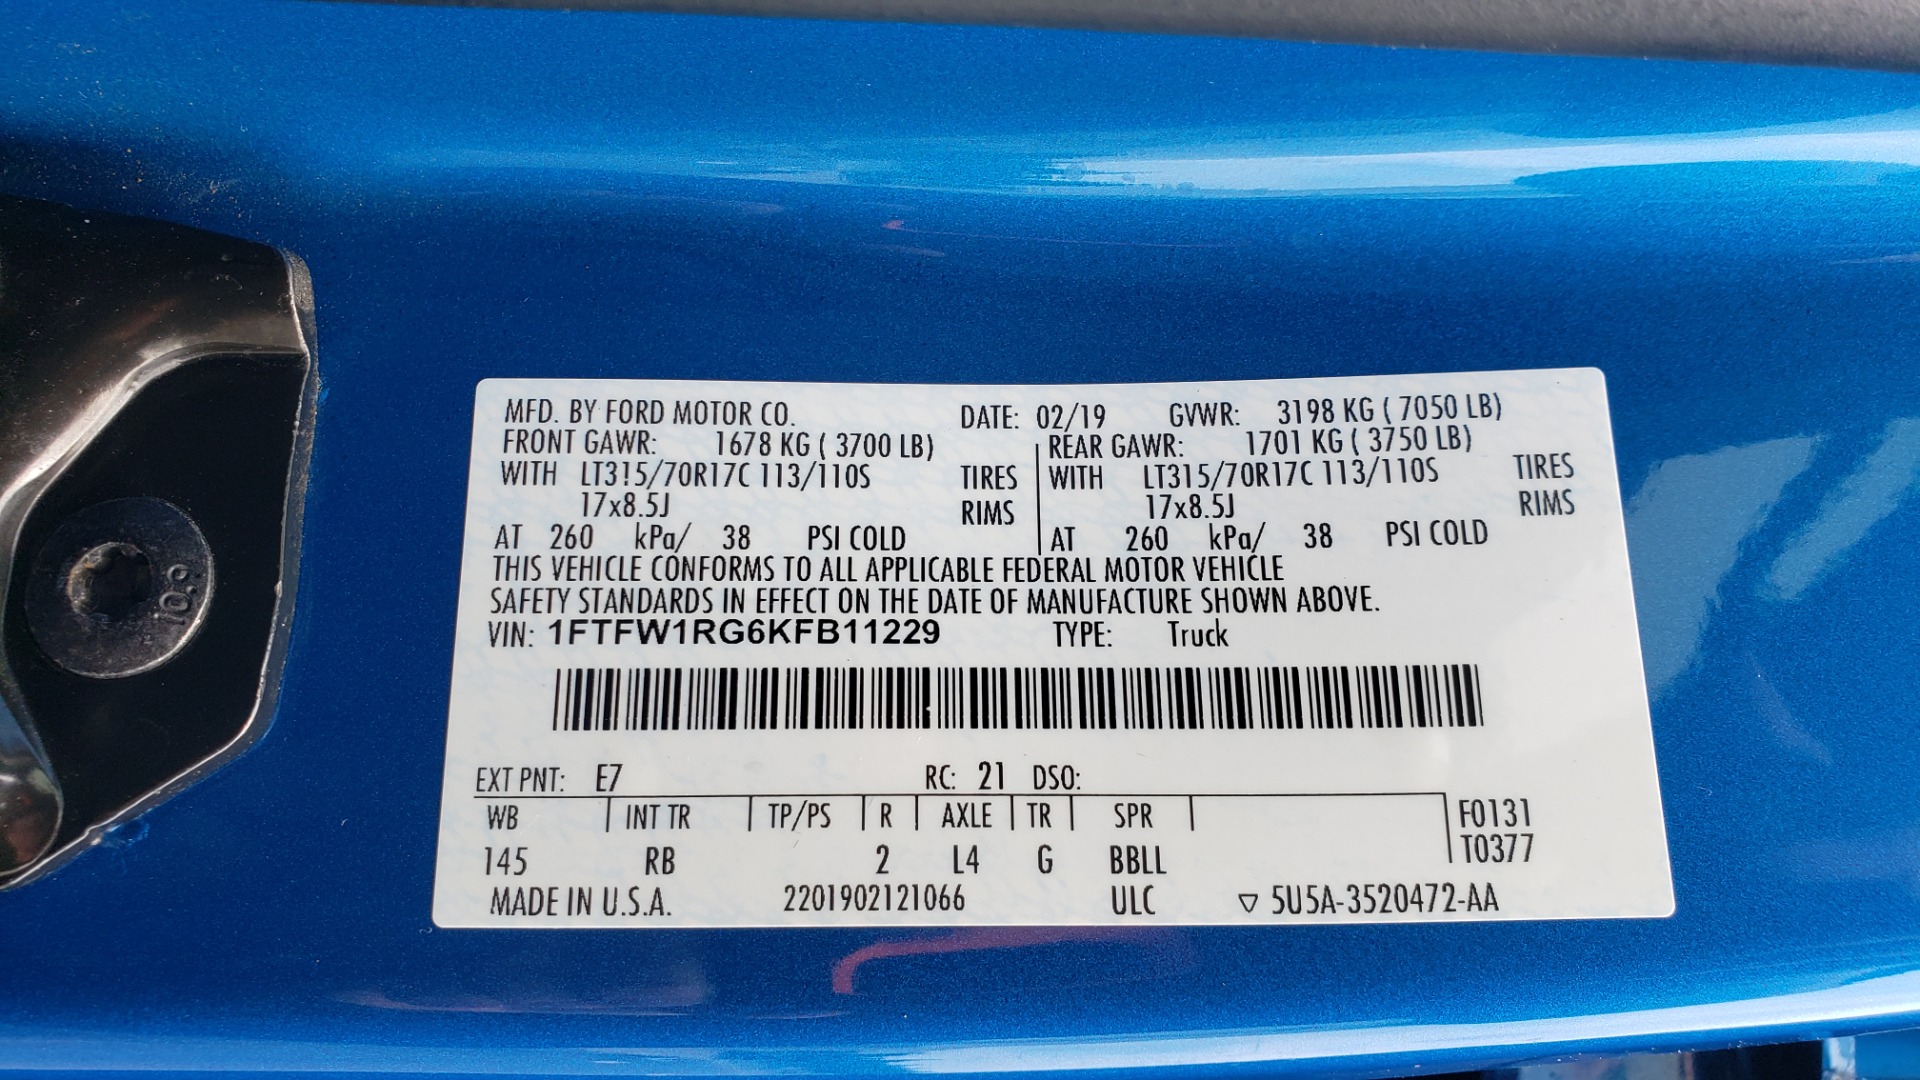 MFD. BY FORD MOTOR CO. DATE: 02/19 GVWR: 3198 KG ( 7050 LB)
FRONT GAWR: 1678 KG ( 3700 LB) REAR GAWR: 1701 KG ( 3750 LB)
WITH LT315/70R17C 113/110S TIRES WITH LT315/70R17C 113/110S TIRES
17x8.5J RIMS 17x8.5J RIMS
AT 260 kPa/ 38 PSI COLD AT 260 kPa/ 38 PSI COLD
THIS VEHICLE CONFORMS TO ALL APPLICABLE FEDERAL MOTOR VEHICLE
SAFETY STANDARDS IN EFFECT ON THE DATE OF MANUFACTURE SHOWN ABOVE.
VIN: 1FTFW1RG6KFB11229 TYPE: Truck
EXT PNT: E7 RC: 21 DSO:
WB INT TR TP/PS R AXLE TR SPR F0131
145 RB 2 L4 G BBLL T0377
MADE IN U.S.A. 2201902121066 ULC ▽ 5U5A-3520472-AA
10.9